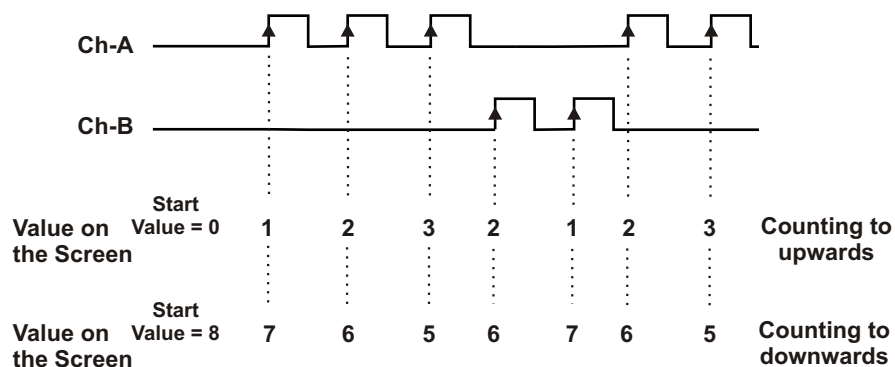 Ch-A
Ch-B
Start
Value on Value = 0 1 2 3 2 1 2 3 Counting to
the Screen upwards
Start
Value on Value = 8 7 6 5 6 7 6 5 Counting to
the Screen downwards